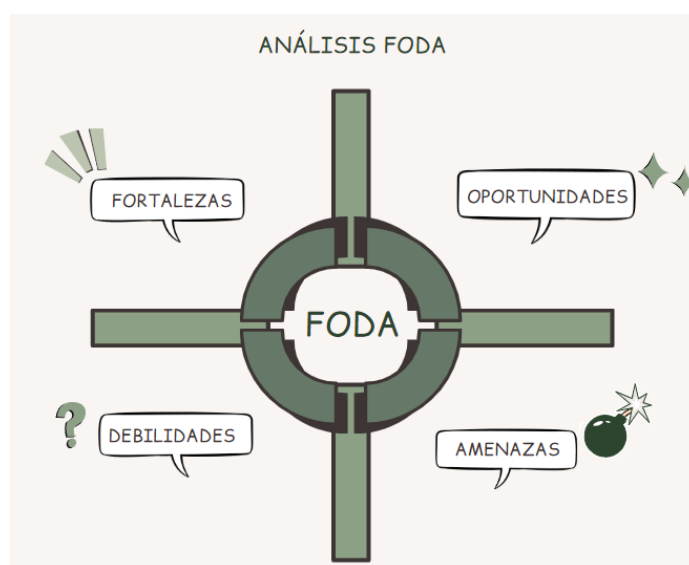 ANÁLISIS FODA
FORTALEZAS
OPORTUNIDADES
FODA
DEBILIDADES
AMENAZAS